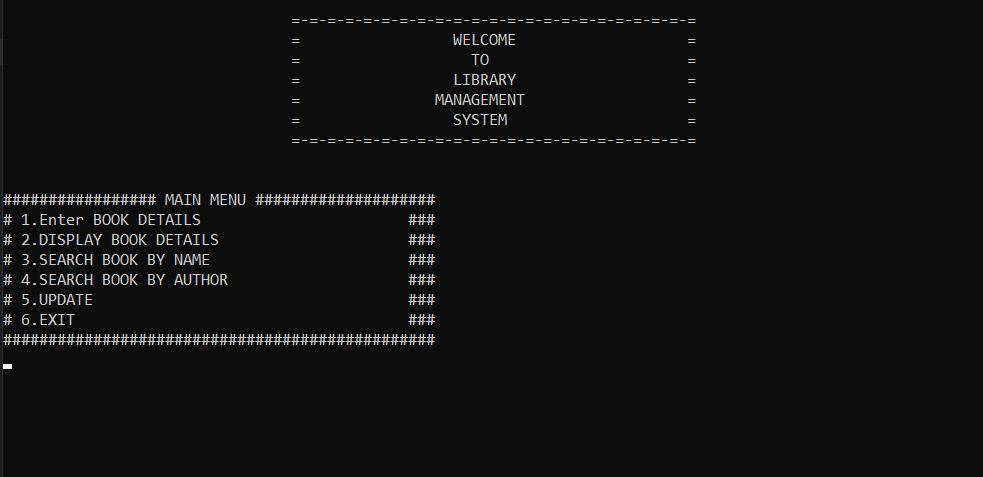 =-=-=-=-=-=-=-=-=-=-=-=-=-=-=-=-=-=-=-=-=-=-=
= WELCOME =
= TO =
= LIBRARY =
= MANAGEMENT =
= SYSTEM =
=-=-=-=-=-=-=-=-=-=-=-=-=-=-=-=-=-=-=-=-=-=-=
################# MAIN MENU ####################
# 1.Enter BOOK DETAILS ###
# 2.DISPLAY BOOK DETAILS ###
# 3.SEARCH BOOK BY NAME ###
# 4.SEARCH BOOK BY AUTHOR ###
# 5.UPDATE ###
# 6.EXIT ###
################################################